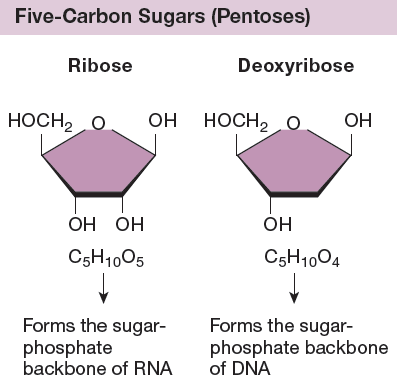 Five-Carbon Sugars (Pentoses)
Ribose
HOCH₂ O OH
OH OH
C₅H₁₀O₅
Forms the sugar-
phosphate
backbone of RNA
Deoxyribose
HOCH₂ O OH
OH
C₅H₁₀O₄
Forms the sugar-
phosphate backbone
of DNA